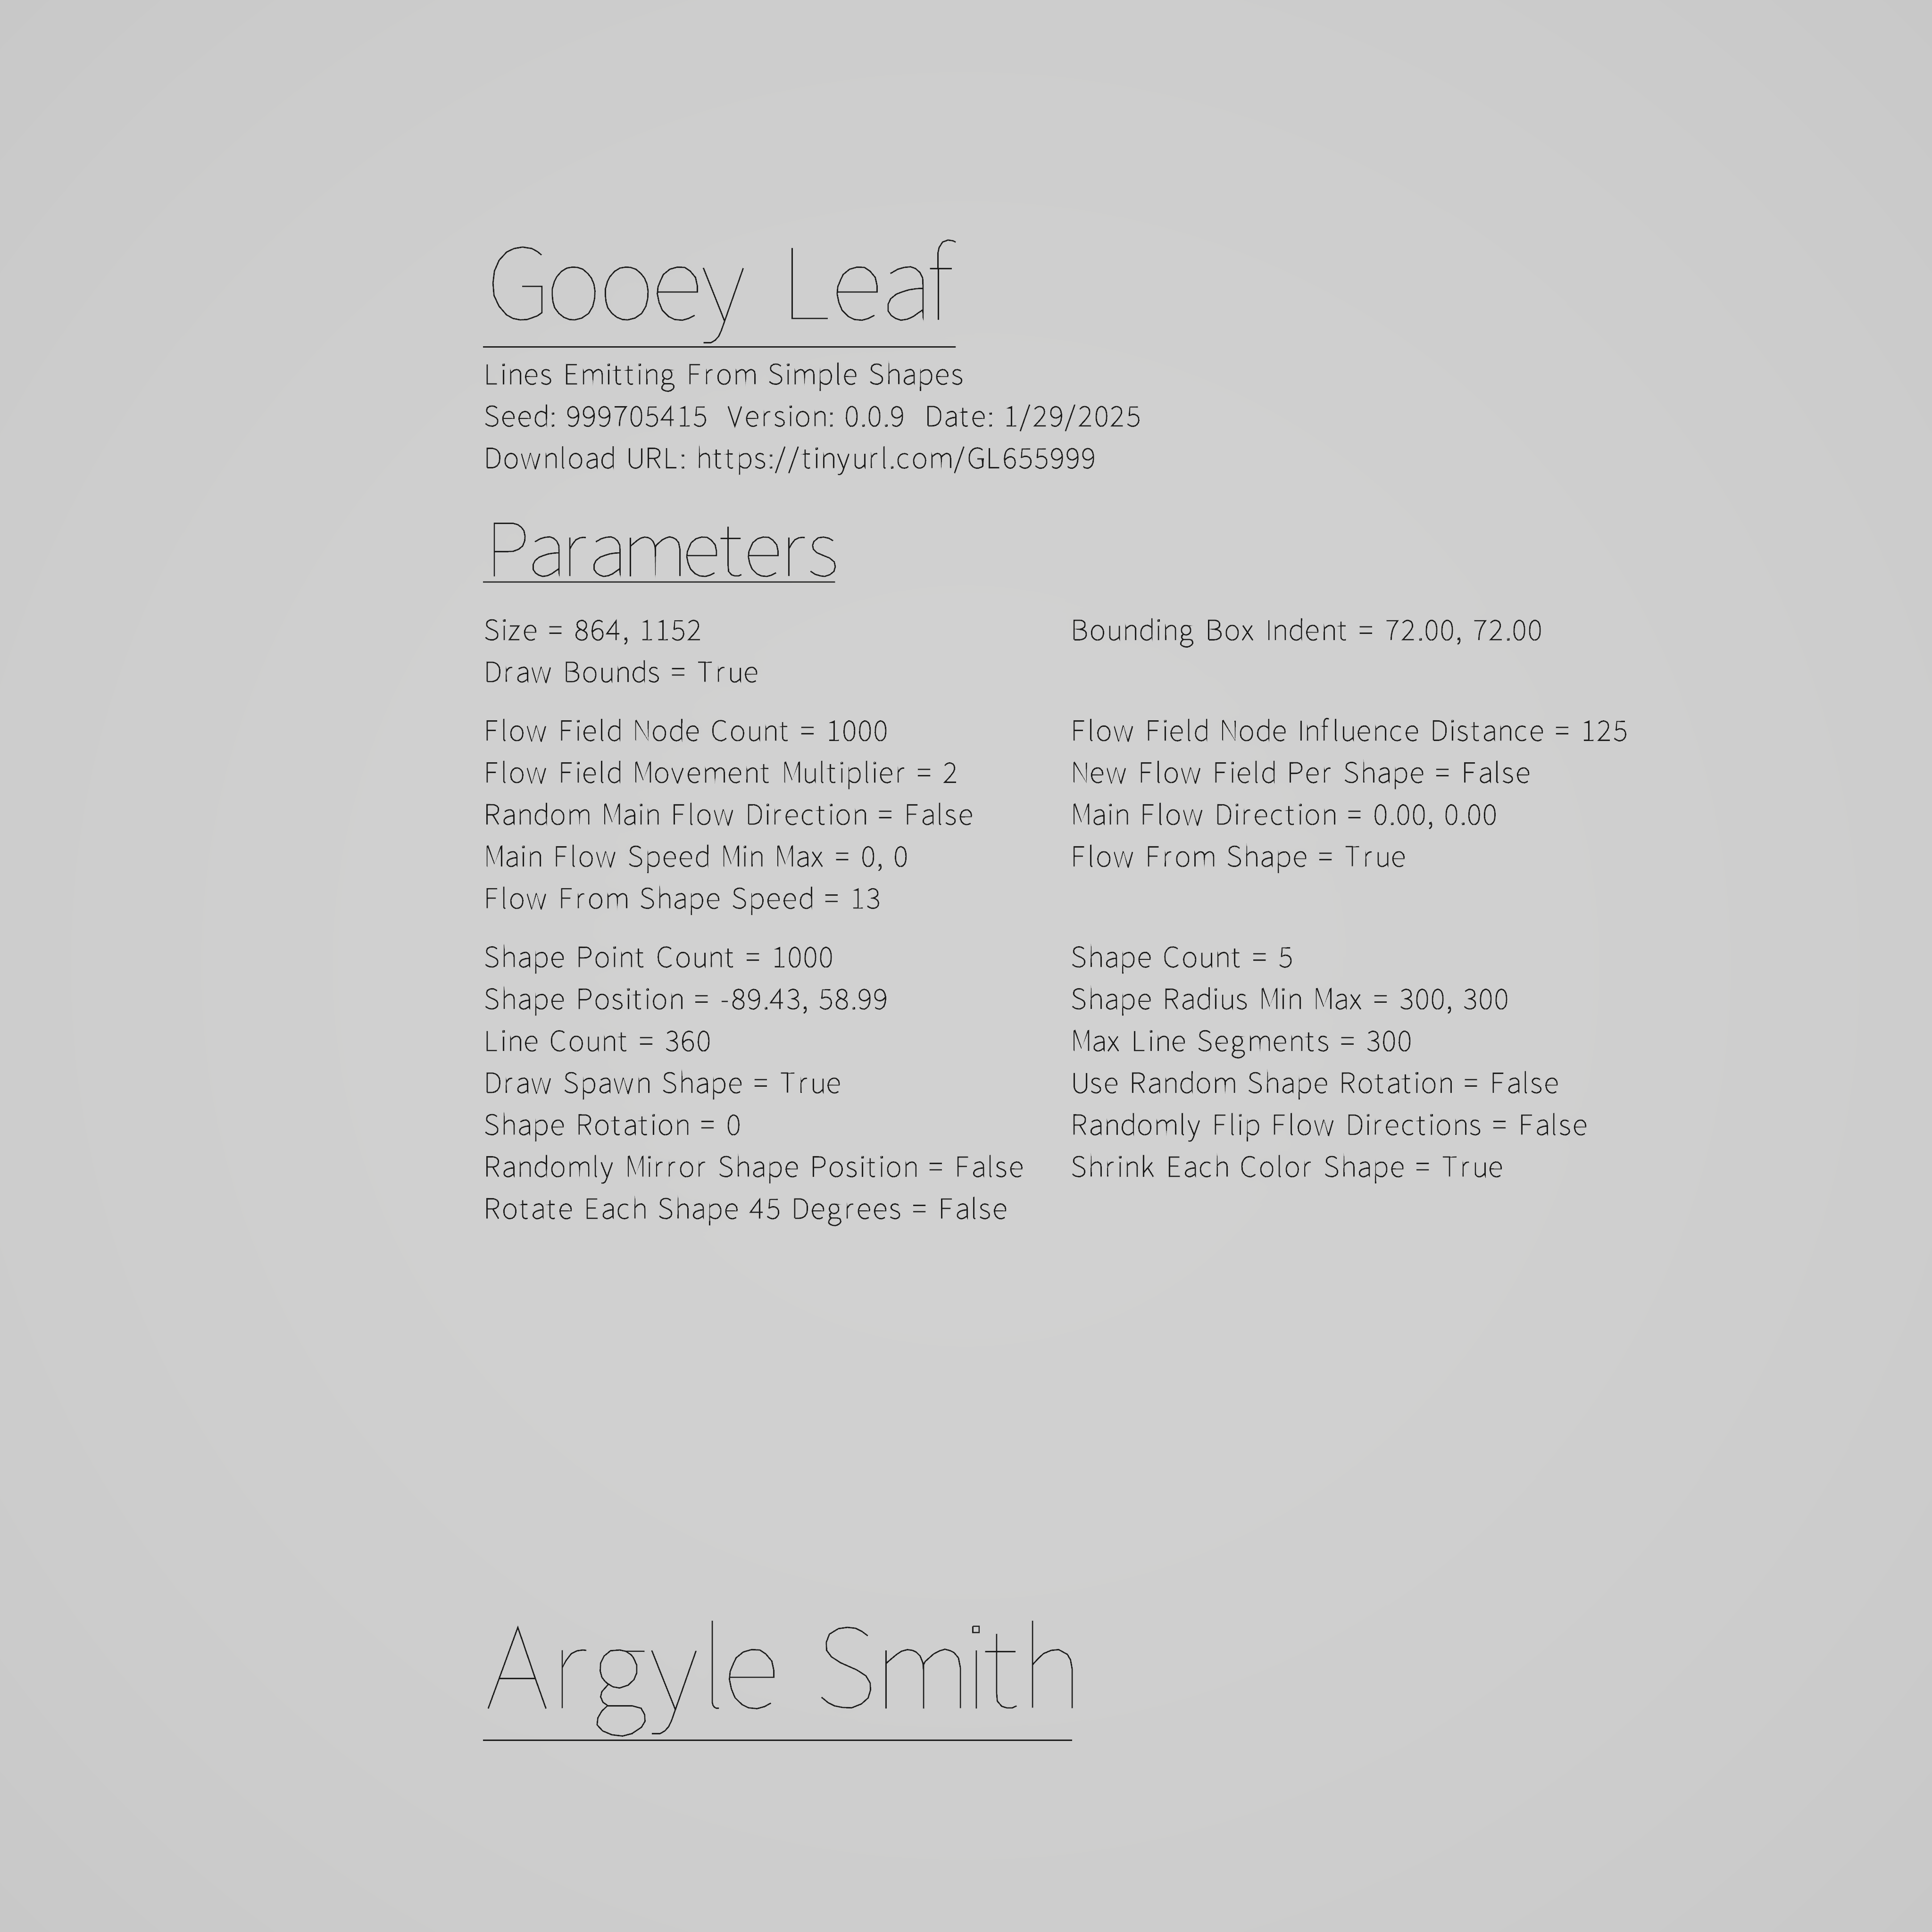 Gooey Leaf
Lines Emitting From Simple Shapes
Seed: 999705415 Version: 0.0.9 Date: 1/29/2025
Download URL: https://tinyurl.com/GL655999
Parameters
Size = 864, 1152 Bounding Box Indent = 72.00, 72.00
Draw Bounds = True
Flow Field Node Count = 1000 Flow Field Node Influence Distance = 125
Flow Field Movement Multiplier = 2 New Flow Field Per Shape = False
Random Main Flow Direction = False Main Flow Direction = 0.00, 0.00
Main Flow Speed Min Max = 0, 0 Flow From Shape = True
Flow From Shape Speed = 13
Shape Point Count = 1000 Shape Count = 5
Shape Position = -89.43, 58.99 Shape Radius Min Max = 300, 300
Line Count = 360 Max Line Segments = 300
Draw Spawn Shape = True Use Random Shape Rotation = False
Shape Rotation = 0 Randomly Flip Flow Directions = False
Randomly Mirror Shape Position = False Shrink Each Color Shape = True
Rotate Each Shape 45 Degrees = False
Argyle Smith